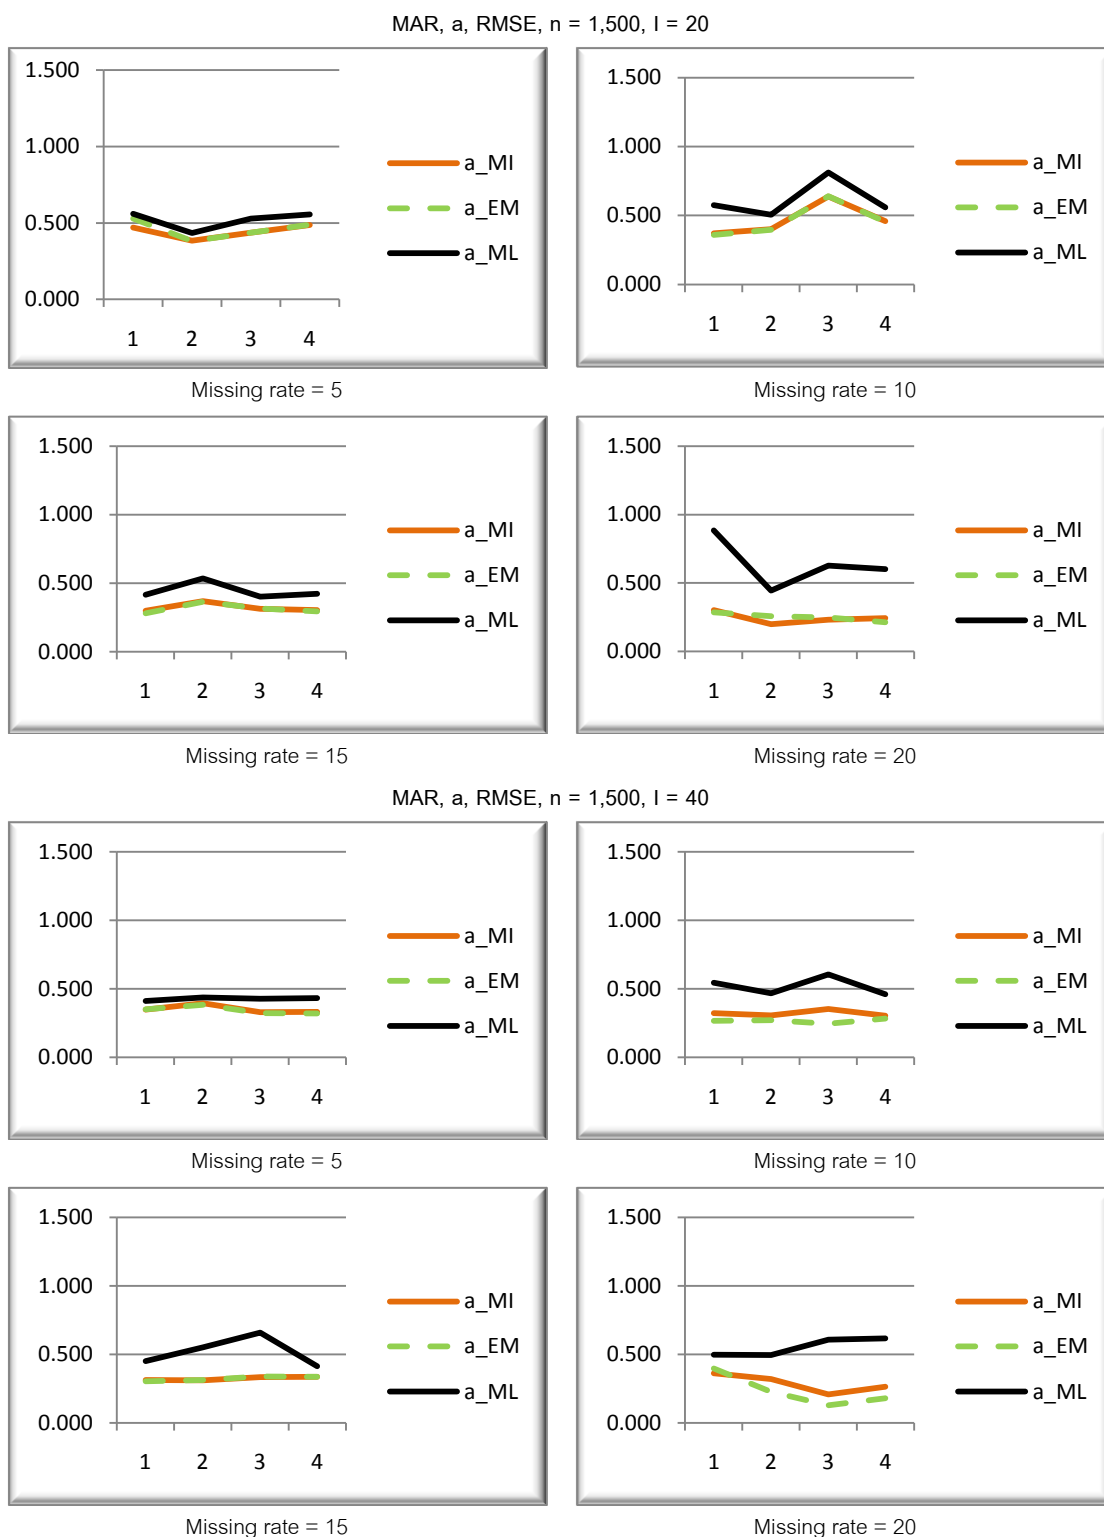 MAR, a, RMSE, n = 1,500, I = 20
1.500
1.000
0.500
0.000
1 2 3 4
a_MI
a_EM
a_ML
Missing rate = 5
1.500
1.000
0.500
0.000
1 2 3 4
a_MI
a_EM
a_ML
Missing rate = 10
1.500
1.000
0.500
0.000
1 2 3 4
a_MI
a_EM
a_ML
Missing rate = 15
1.500
1.000
0.500
0.000
1 2 3 4
a_MI
a_EM
a_ML
Missing rate = 20
MAR, a, RMSE, n = 1,500, I = 40
1.500
1.000
0.500
0.000
1 2 3 4
a_MI
a_EM
a_ML
Missing rate = 5
1.500
1.000
0.500
0.000
1 2 3 4
a_MI
a_EM
a_ML
Missing rate = 10
1.500
1.000
0.500
0.000
1 2 3 4
a_MI
a_EM
a_ML
Missing rate = 15
1.500
1.000
0.500
0.000
1 2 3 4
a_MI
a_EM
a_ML
Missing rate = 20